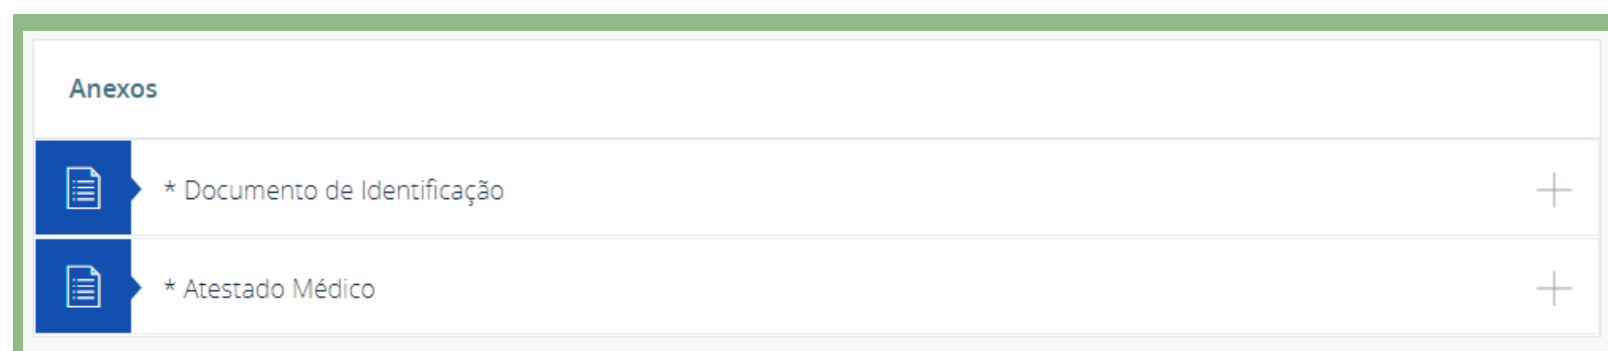 Anexos
* Documento de Identificação
* Atestado Médico